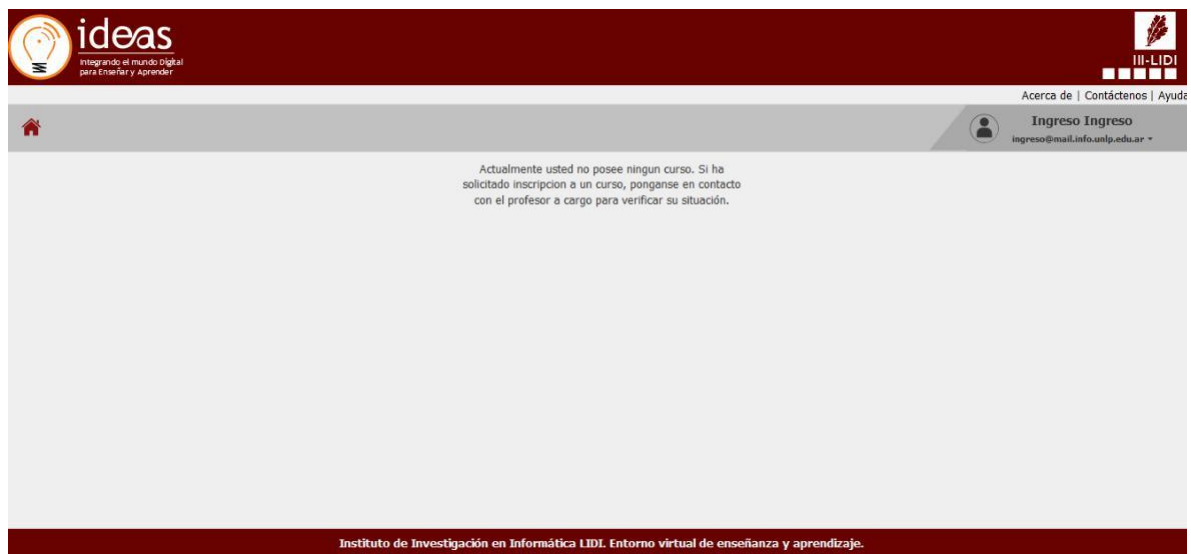 ideas
Integrando el mundo Digital
para Enseñar y Aprender
III-LIDI
Acerca de | Contáctenos | Ayuda
Ingreso Ingreso
ingreso@mail.info.unlp.edu.ar
Actualmente usted no posee ningun curso. Si ha
solicitado inscripcion a un curso, ponganse en contacto
con el profesor a cargo para verificar su situación.
Instituto de Investigación en Informática LIDI. Entorno virtual de enseñanza y aprendizaje.